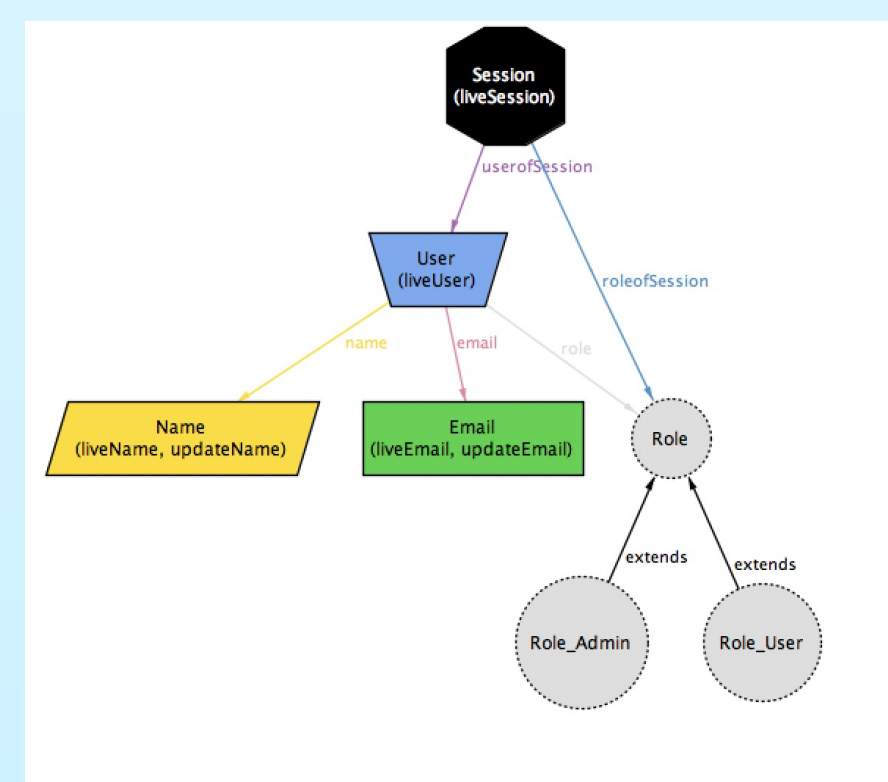 Session
(liveSession)
userofSession
User
(liveUser)
roleofSession
name
email
role
Name
(liveName, updateName)
Email
(liveEmail, updateEmail)
Role
extends
extends
Role_Admin
Role_User